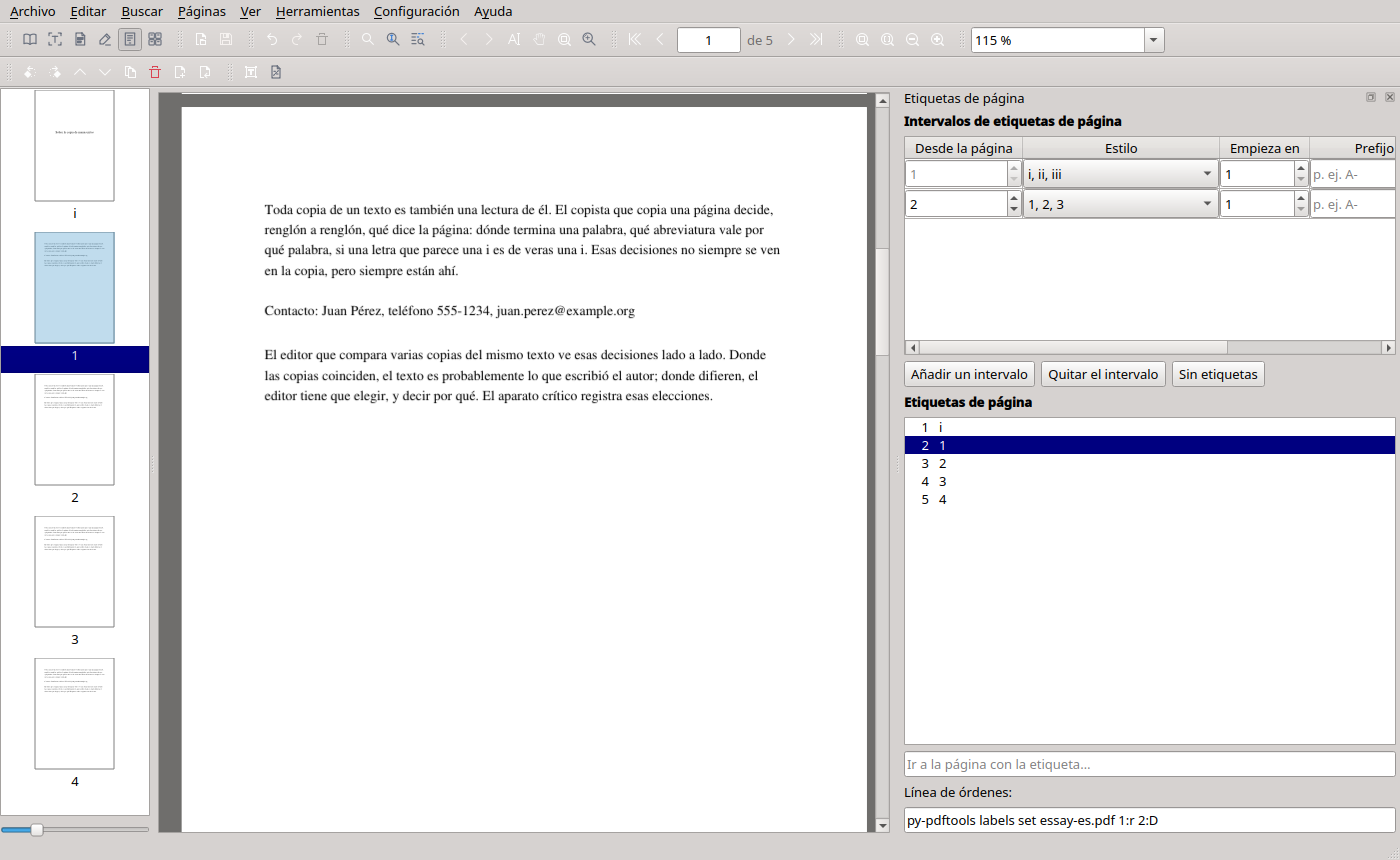 Archivo Editar Buscar Páginas Ver Herramientas Configuración Ayuda
1 de 5 115 %
i
1
2
3
4
Toda copia de un texto es también una lectura de él. El copista que copia una página decide,
renglón a renglón, qué dice la página: dónde termina una palabra, qué abreviatura vale por
qué palabra, si una letra que parece una i es de veras una i. Esas decisiones no siempre se ven
en la copia, pero siempre están ahí.
Contacto: Juan Pérez, teléfono 555-1234, juan.perez@example.org
El editor que compara varias copias del mismo texto ve esas decisiones lado a lado. Donde
las copias coinciden, el texto es probablemente lo que escribió el autor; donde difieren, el
editor tiene que elegir, y decir por qué. El aparato crítico registra esas elecciones.
Etiquetas de página
Intervalos de etiquetas de página
Desde la página Estilo Empieza en Prefijo
1 i, ii, iii 1 p. ej. A-
2 1, 2, 3 1 p. ej. A-
Añadir un intervalo Quitar el intervalo Sin etiquetas
Etiquetas de página
1 i
2 1
3 2
4 3
5 4
Ir a la página con la etiqueta...
Línea de órdenes:
py-pdftools labels set essay-es.pdf 1:r 2:D